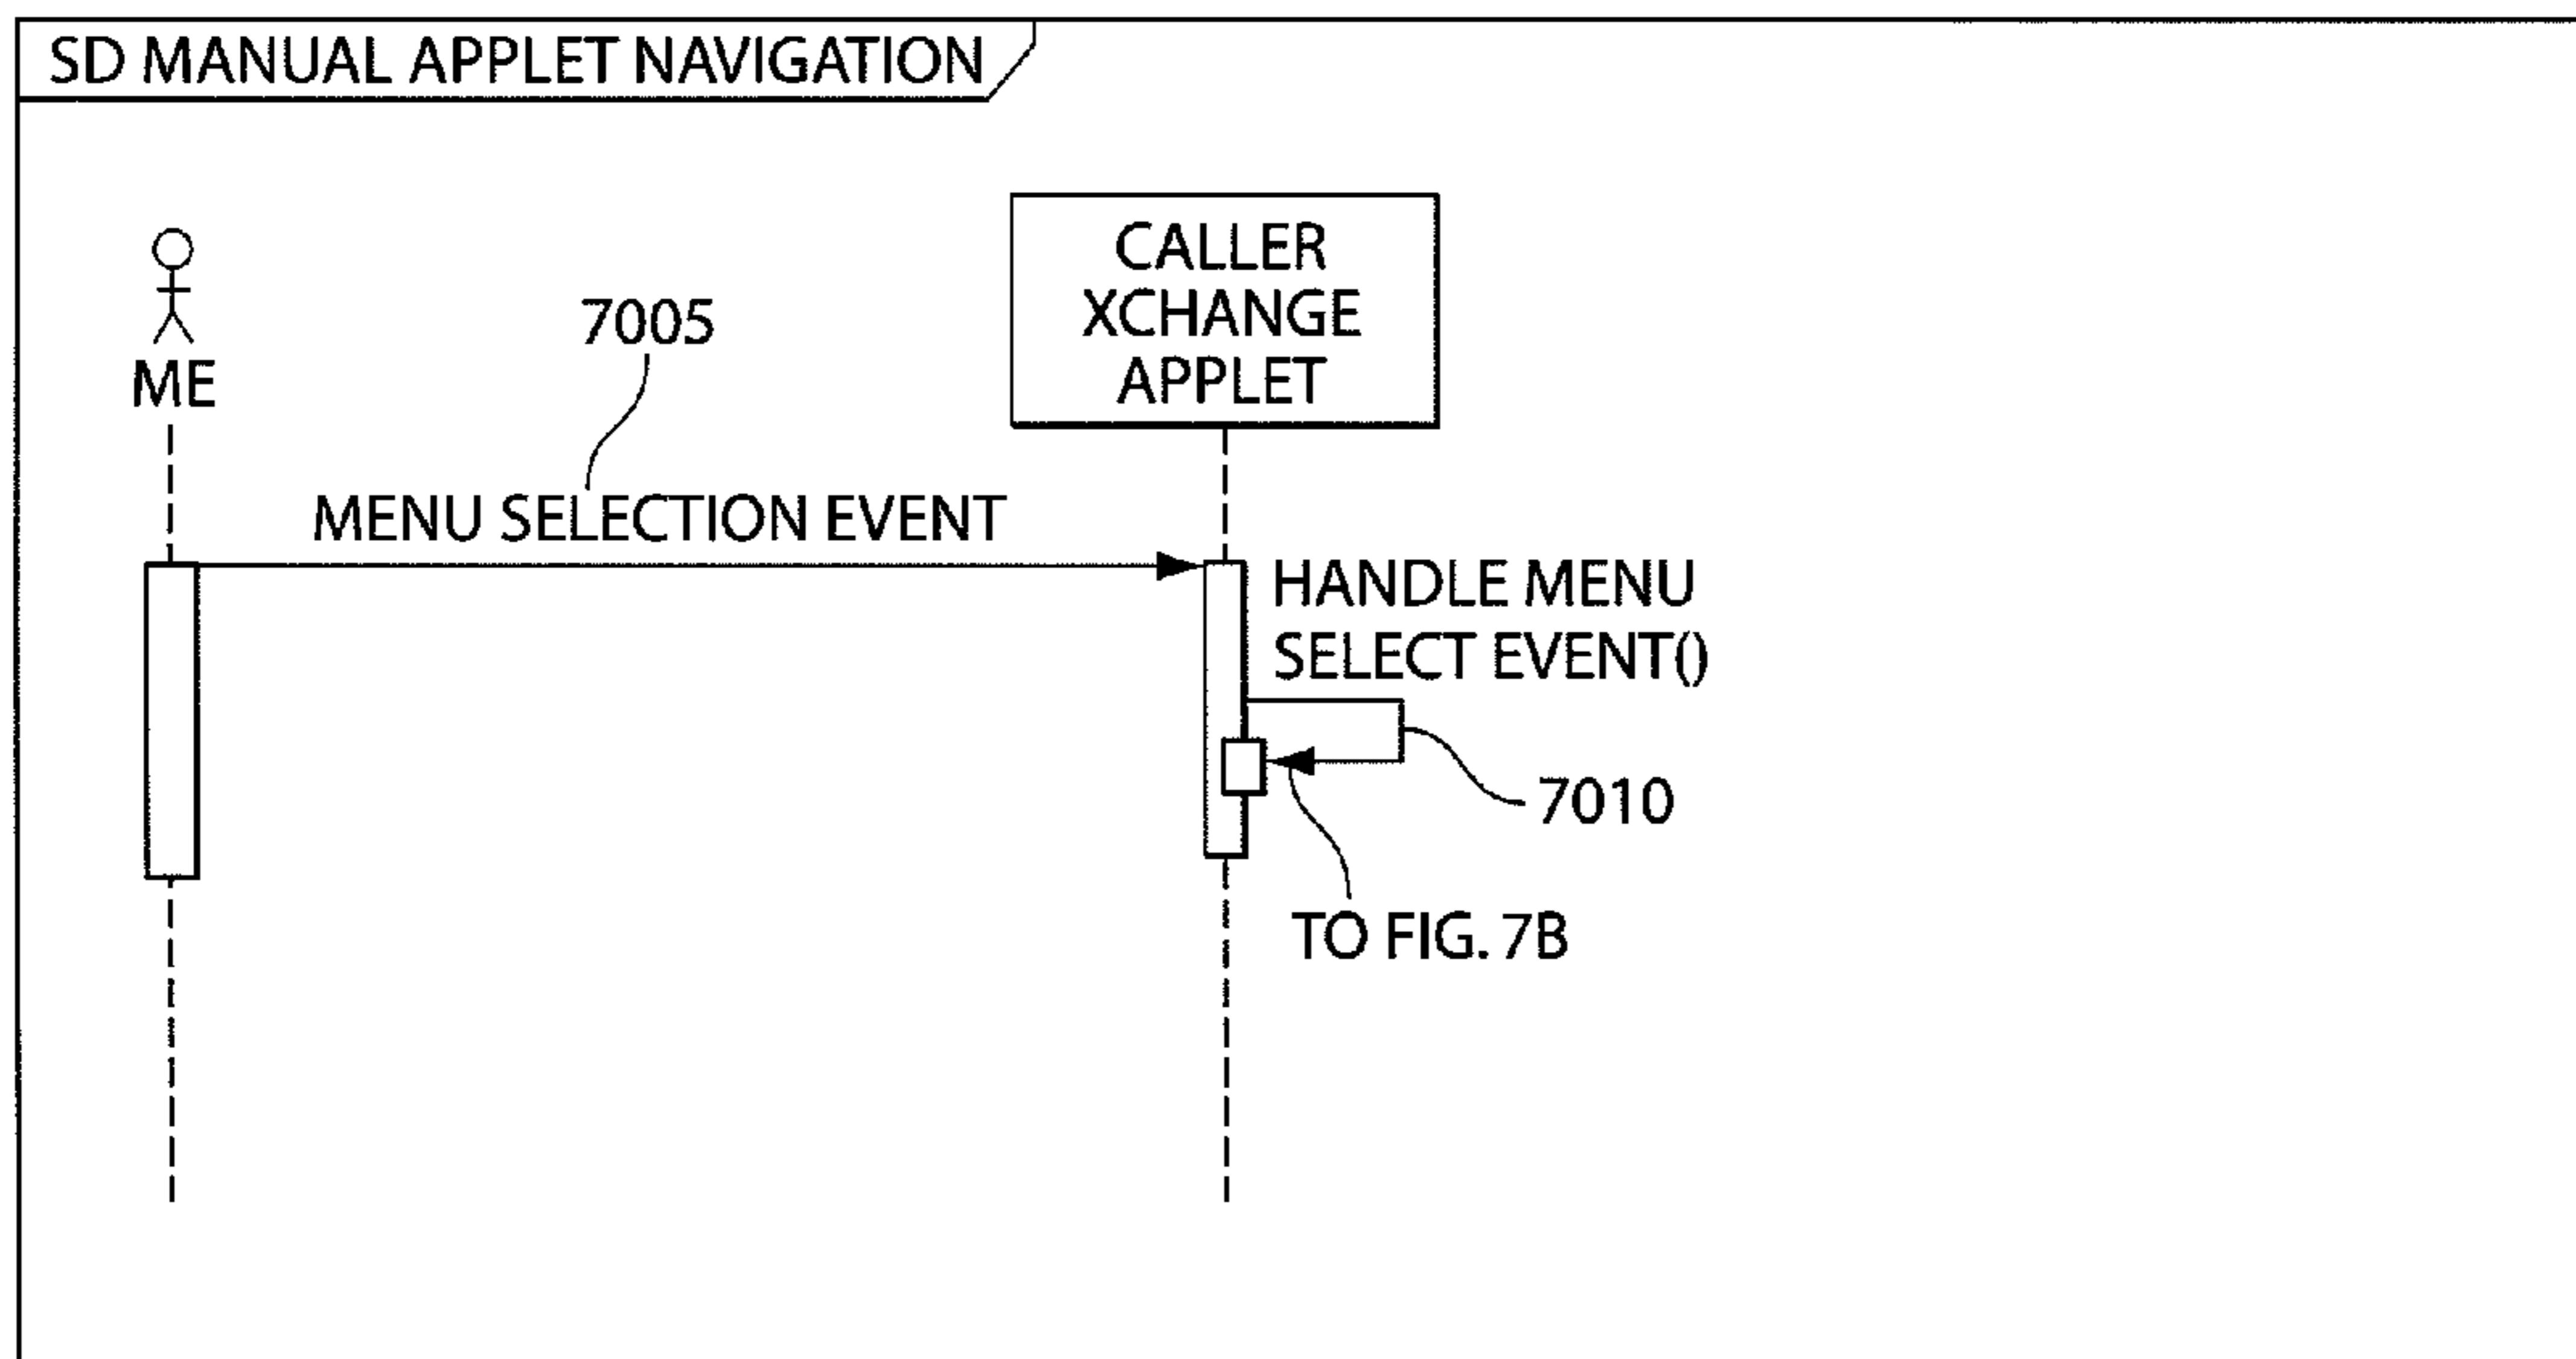 SD MANUAL APPLET NAVIGATION
CALLER
XCHANGE
APPLET
7005
ME
MENU SELECTION EVENT
HANDLE MENU
SELECT EVENT()
7010
TO FIG. 7B